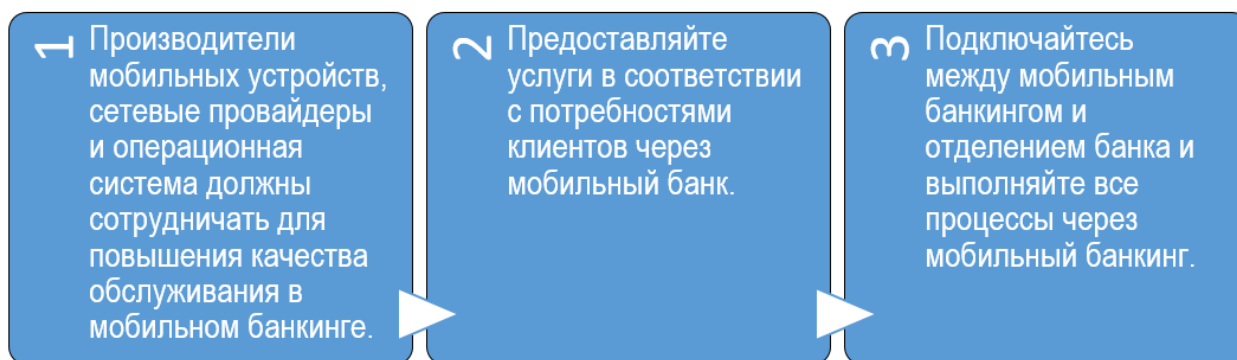 1
Производители
мобильных устройств,
сетевые провайдеры
и операционная
система должны
сотрудничать для
повышения качества
обслуживания в
мобильном банкинге.
2
Предоставляйте
услуги в соответствии
с потребностями
клиентов через
мобильный банк.
3
Подключайтесь
между мобильным
банкингом и
отделением банка и
выполняйте все
процессы через
мобильный банкинг.